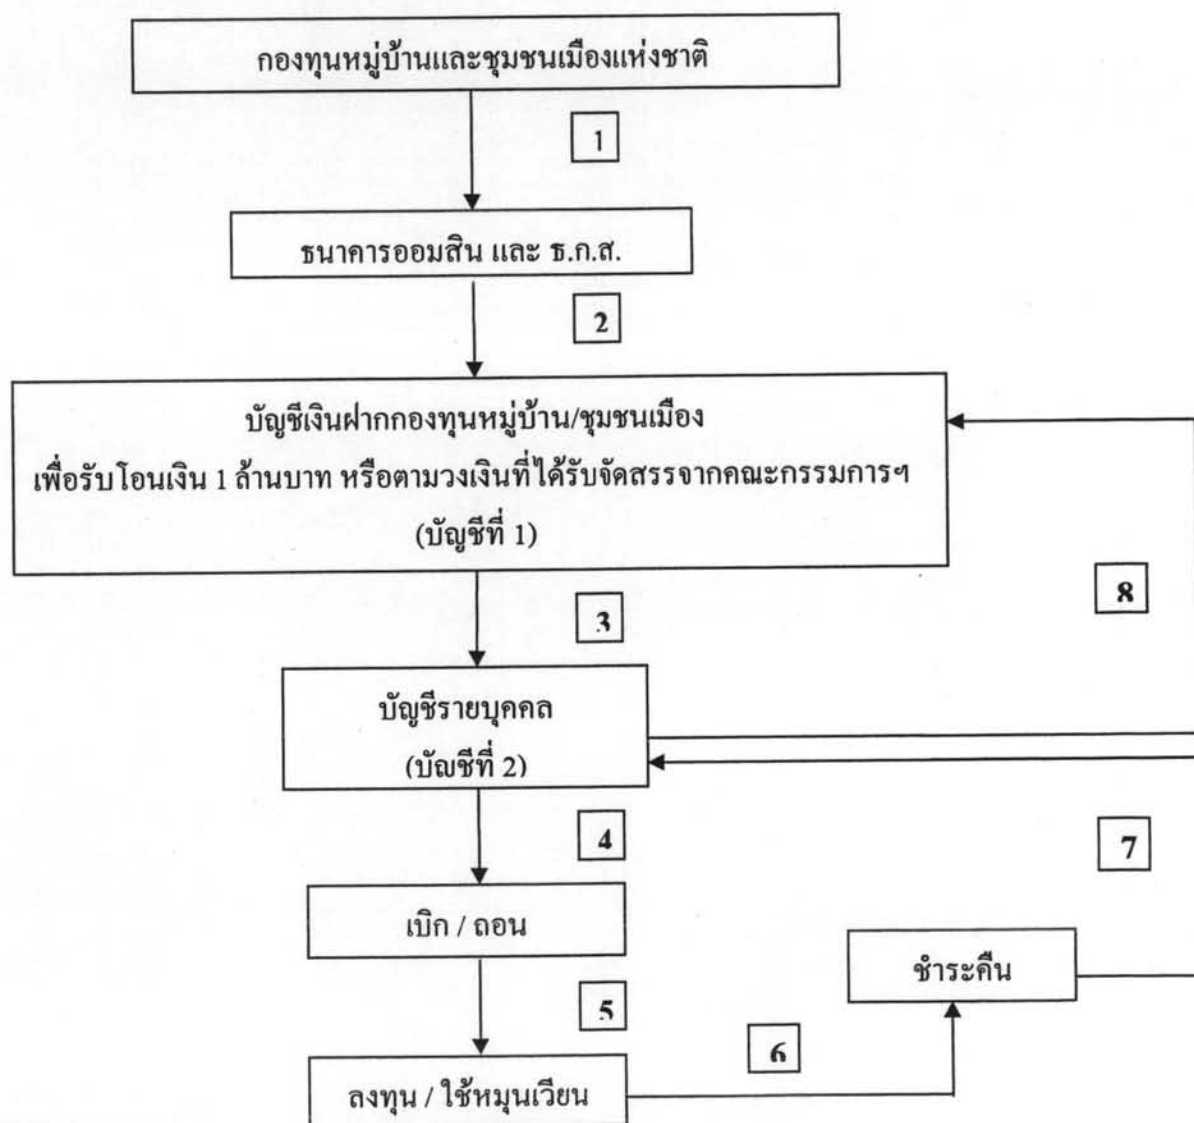 กองทุนหมู่บ้านและชุมชนเมืองแห่งชาติ
1
ธนาคารออมสิน และ ธ.ก.ส.
2
บัญชีเงินฝากกองทุนหมู่บ้าน/ชุมชนเมือง
เพื่อรับโอนเงิน 1 ล้านบาท หรือตามวงเงินที่ได้รับจัดสรรจากคณะกรรมการฯ
(บัญชีที่ 1)
8
3
บัญชีรายบุคคล
(บัญชีที่ 2)
4
7
เบิก / ถอน
ชำระคืน
5
6
ลงทุน / ใช้หมุนเวียน